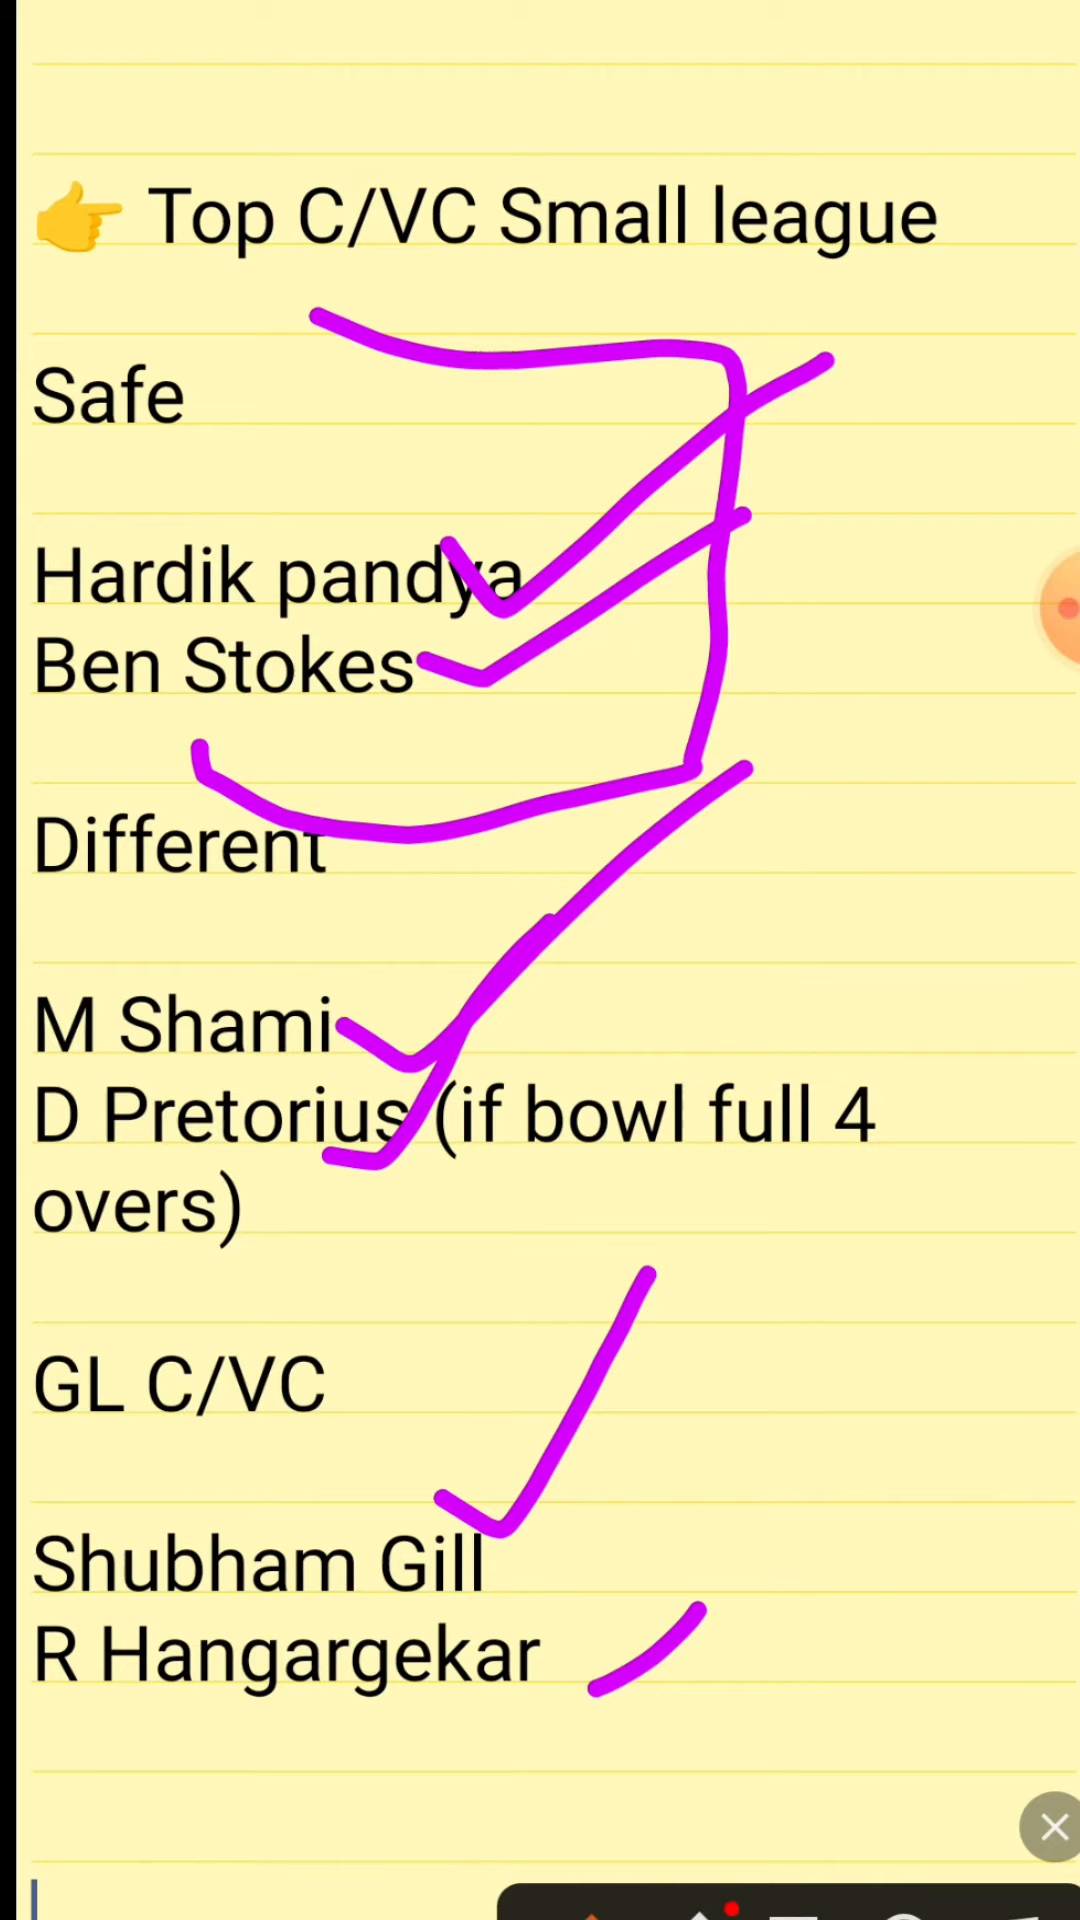 👉 Top C/VC Small league
Safe
Hardik pandya
Ben Stokes
Different
M Shami
D Pretorius (if bowl full 4
overs)
GL C/VC
Shubham Gill
R Hangargekar